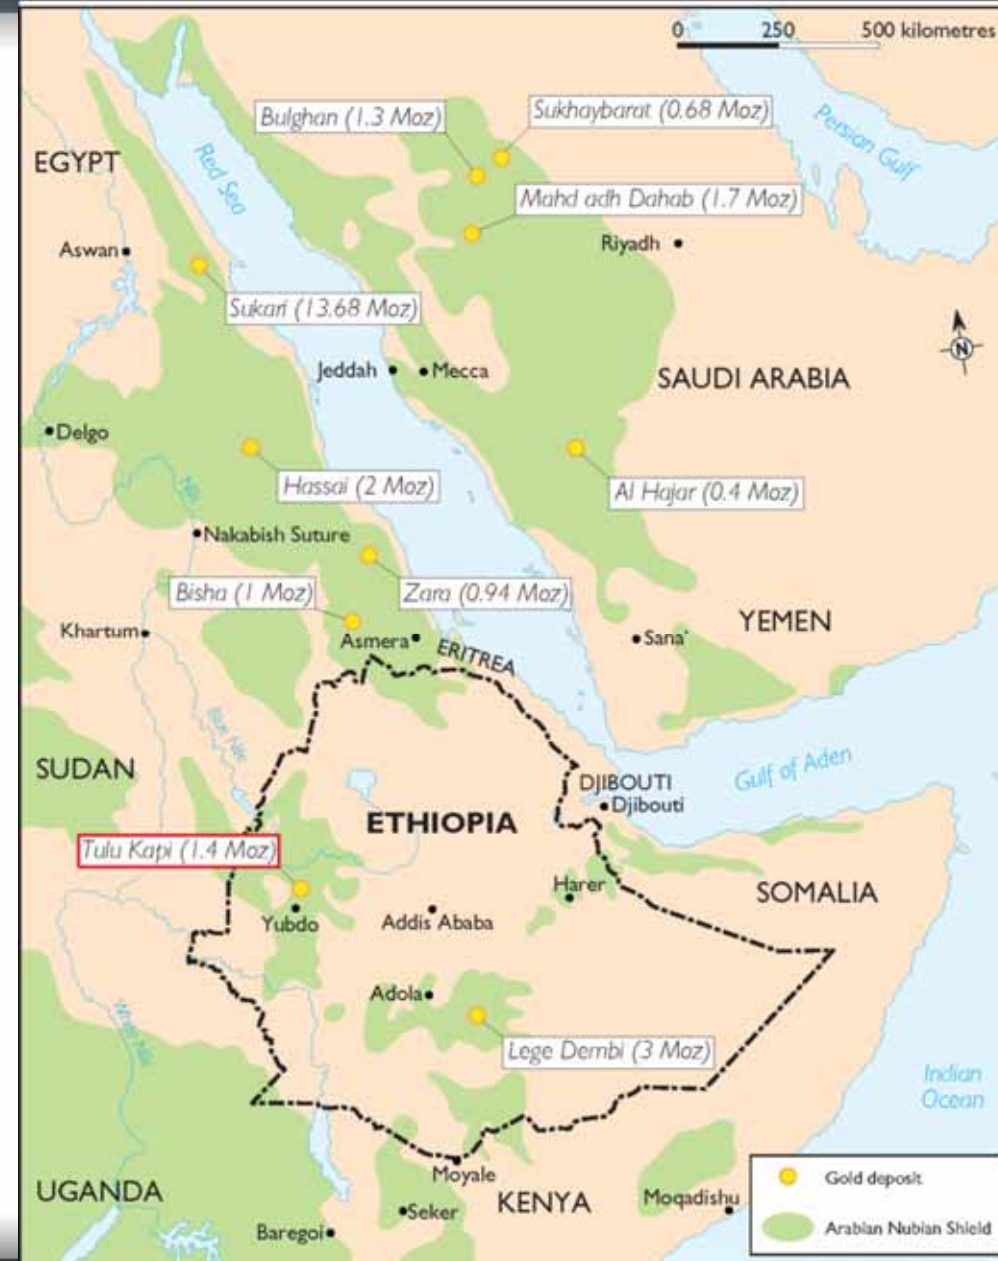 0 250 500 kilometres
Bulghan (1.3 Moz)
Sukhaybarat (0.68 Moz)
Persian Gulf
EGYPT
Red Sea
Mahd adh Dahab (1.7 Moz)
Aswan
Riyadh
Sukari (13.68 Moz)
N
Jeddah
Mecca
SAUDI ARABIA
Delgo
Hassai (2 Moz)
Al Hajar (0.4 Moz)
Nile
Nakabish Suture
Bisha (1 Moz)
Zara (0.94 Moz)
Khartum
Asmera
ERITREA
Sana'
YEMEN
Blue Nile
SUDAN
DJIBOUTI
Djibouti
Gulf of Aden
ETHIOPIA
Tulu Kapi (1.4 Moz)
Harer
SOMALIA
Yubdo
Addis Ababa
Adola
White Nile
Lege Dembi (3 Moz)
Indian
Ocean
Moyale
UGANDA
KENYA
Moqadishu
Seker
Baregoi
Gold deposit
Arabian Nubian Shield